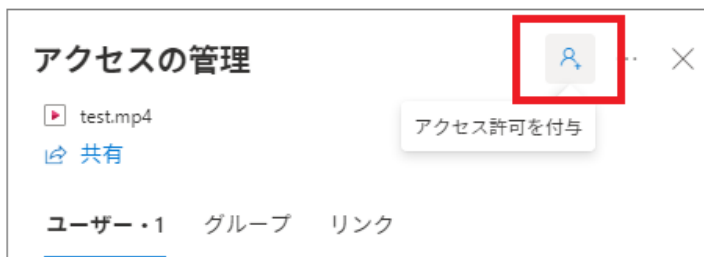 アクセスの管理
test.mp4
アクセス許可を付与
共有
ユーザー・1 グループ リンク